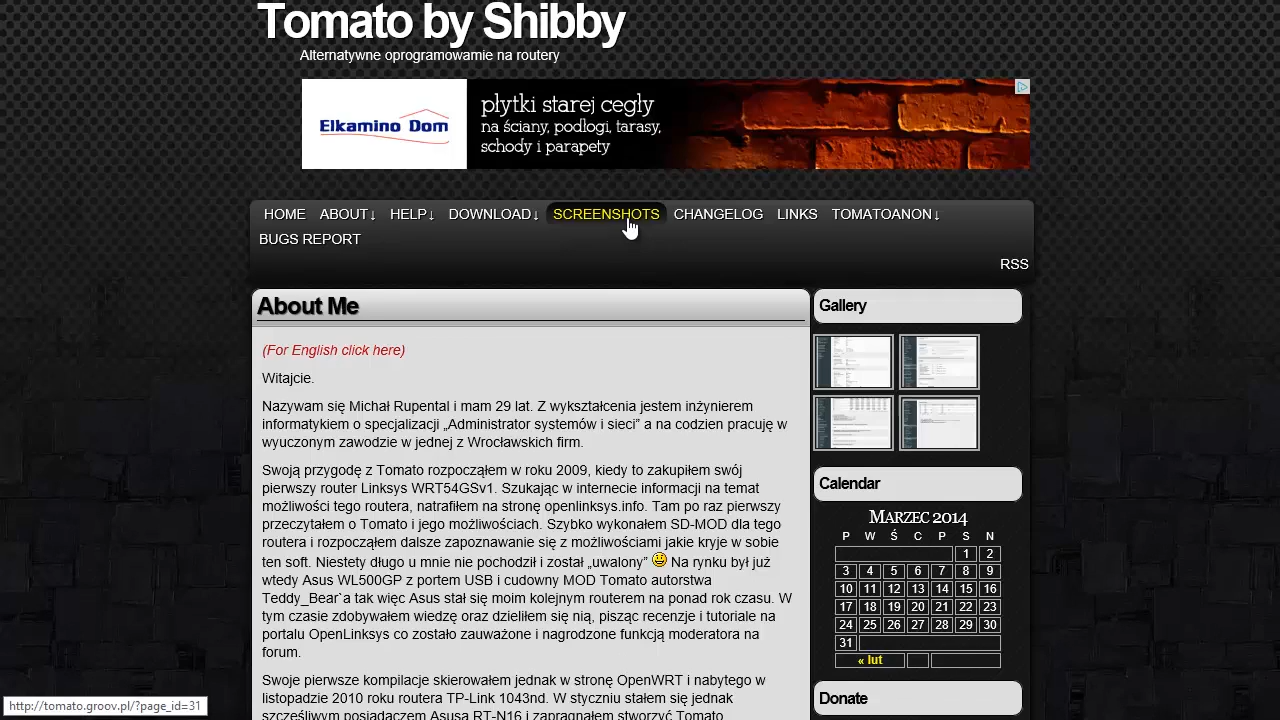 Tomato by Shibby
Alternatywne oprogramowanie na routery
Elkamino Dom
płytki starej cegły
na ściany, podłogi, tarasy,
schody i parapety
HOME ABOUT↓ HELP↓ DOWNLOAD↓ SCREENSHOTS CHANGELOG LINKS TOMATOANON↓
BUGS REPORT
RSS
About Me
(For English click here)
Witajcie.
Nazywam się Michał Rupental i mam 29 lat. Z wykształcenia jestem inżynierem
informatykiem o specjalizacji „Administrator systemów i sieci” a na codzien pracuję w
wyuczonym zawodzie w jednej z Wrocławskich firm.
Swoją przygodę z Tomato rozpocząłem w roku 2009, kiedy to zakupiłem swój
pierwszy router Linksys WRT54GSv1. Szukając w internecie informacji na temat
możliwości tego routera, natrafiłem na stronę openlinksys.info. Tam po raz pierwszy
przeczytałem o Tomato i jego możliwościach. Szybko wykonałem SD-MOD dla tego
routera i rozpocząłem dalsze zapoznawanie się z możliwościami jakie kryje w sobie
ten soft. Niestety długo u mnie nie pochodził i został „uwalony” Na rynku był już
wtedy Asus WL500GP z portem USB i cudowny MOD Tomato autorstwa
Teddy_Bear`a tak więc Asus stał się moim kolejnym routerem na ponad rok czasu. W
tym czasie zdobywałem wiedzę oraz dzieliłem się nią, pisząc recenzje i tutoriale na
portalu OpenLinksys co zostało zauważone i nagrodzone funkcją moderatora na
forum.
Swoje pierwsze kompilacje skierowałem jednak w stronę OpenWRT i nabytego w
listopadzie 2010 roku routera TP-Link 1043nd. W styczniu stałem się jednak
szczęśliwym posiadaczem Asusa RT-N16 i zapragnąłem stworzyć Tomato
Gallery
Calendar
MARZEC 2014
P W Ś C P S N
1 2
3 4 5 6 7 8 9
10 11 12 13 14 15 16
17 18 19 20 21 22 23
24 25 26 27 28 29 30
31
« lut
Donate
http://tomato.groov.pl/?page_id=31